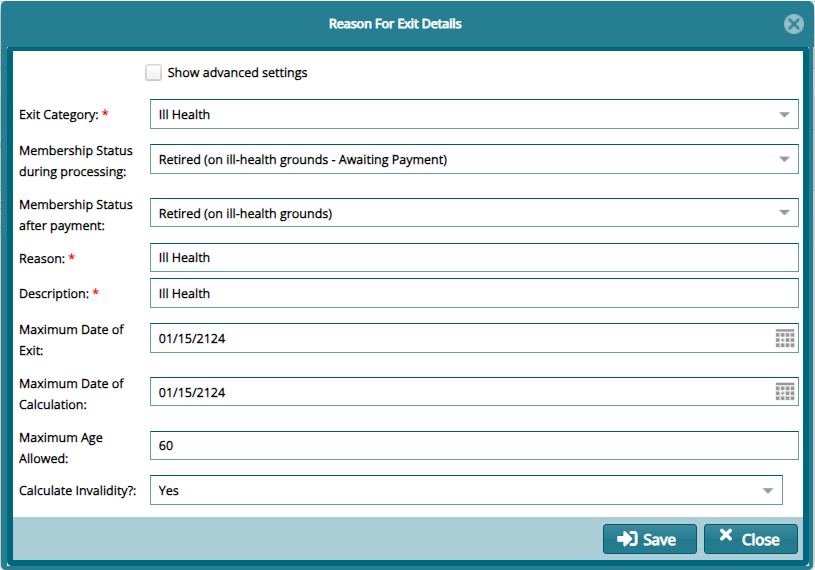 Reason For Exit Details
Show advanced settings
Exit Category: *
Ill Health
Membership Status
during processing:
Retired (on ill-health grounds - Awaiting Payment)
Membership Status
after payment:
Retired (on ill-health grounds)
Reason: *
Ill Health
Description: *
Ill Health
Maximum Date of
Exit:
01/15/2124
Maximum Date of
Calculation:
01/15/2124
Maximum Age
Allowed:
60
Calculate Invalidity?:
Yes
Save
Close